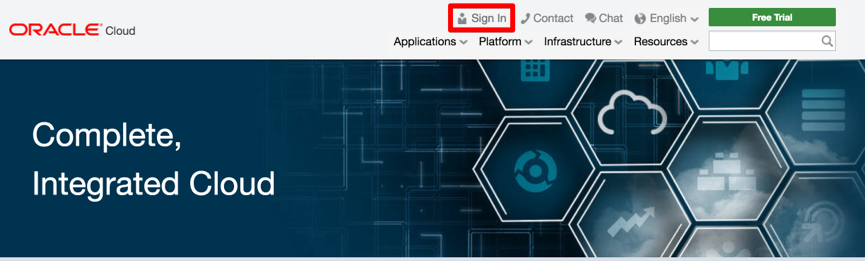 Sign In Contact Chat English Free Trial
ORACLE® Cloud
Applications Platform Infrastructure Resources
Complete,
Integrated Cloud